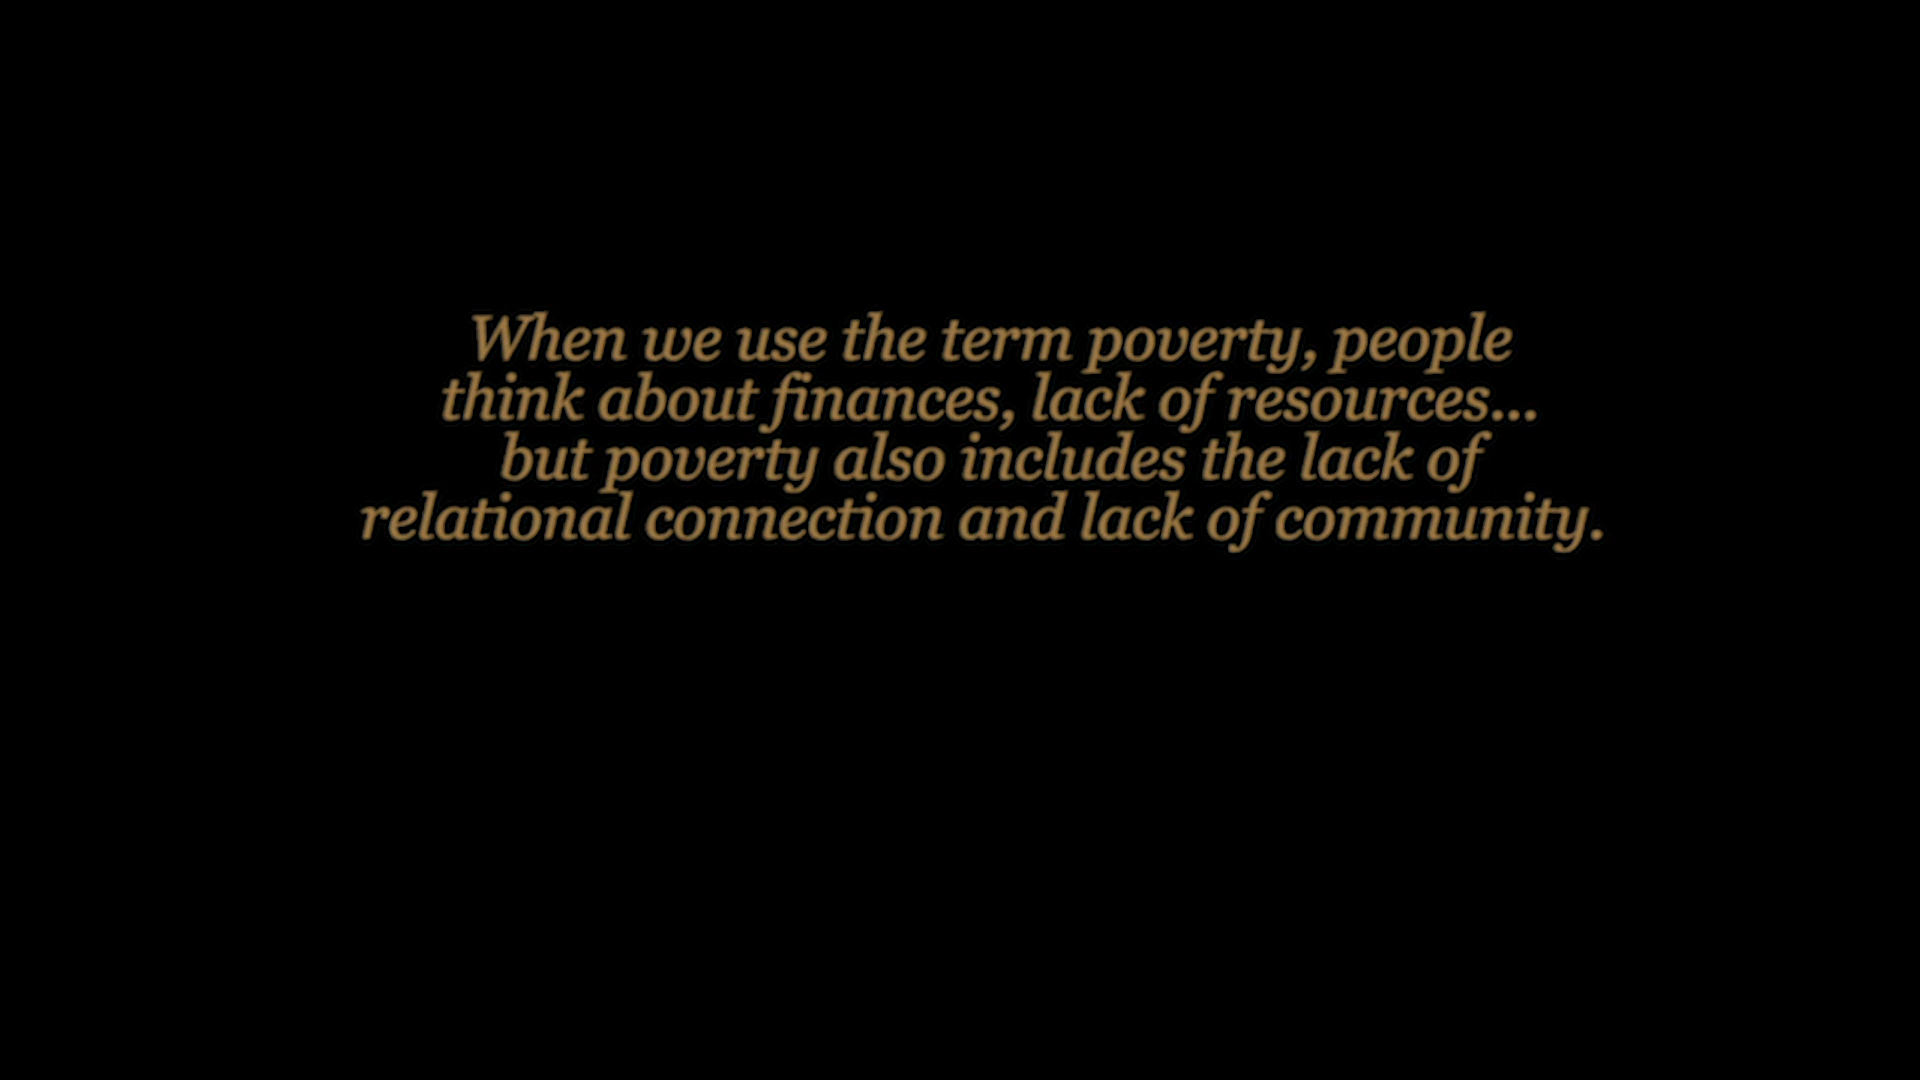 When we use the term poverty, people
think about finances, lack of resources...
but poverty also includes the lack of
relational connection and lack of community.